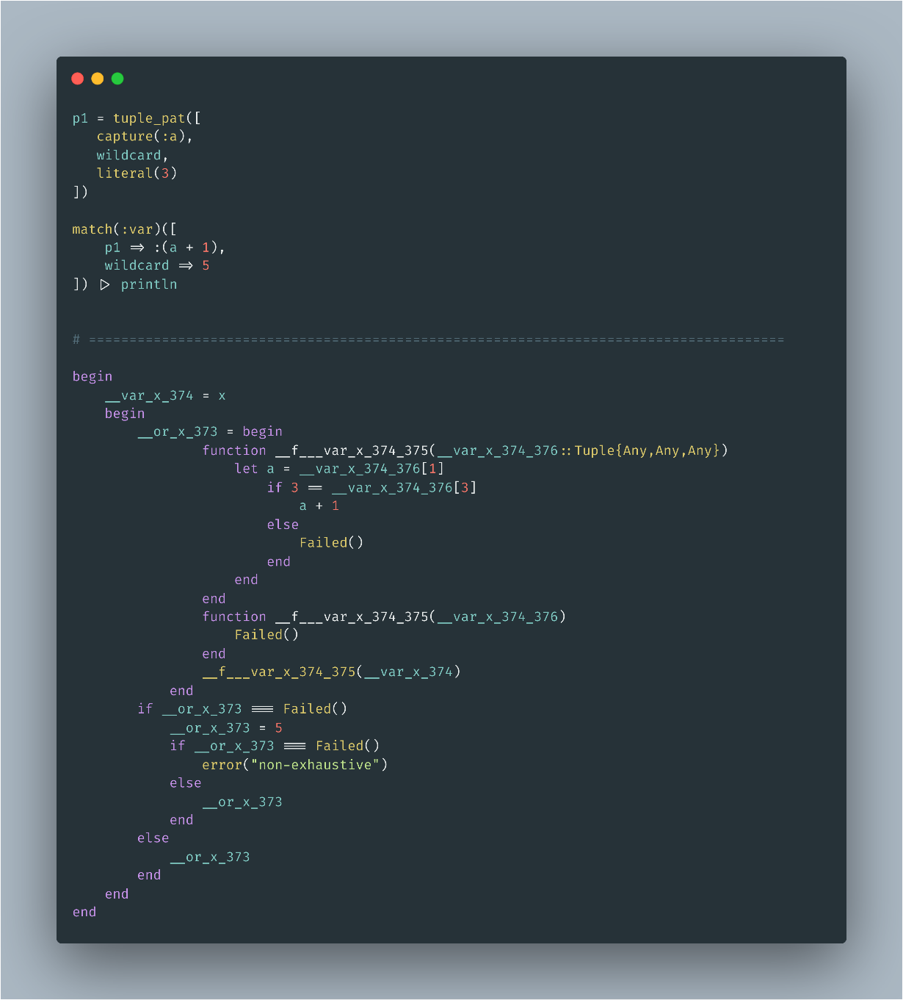 p1 = tuple_pat([
   capture(:a),
   wildcard,
   literal(3)
])

match(:var)([
    p1 => :(a + 1),
    wildcard => 5
]) |> println


# ======================================================================================

begin
    __var_x_374 = x
    begin
        __or_x_373 = begin
                function __f___var_x_374_375(__var_x_374_376::Tuple{Any,Any,Any})
                    let a = __var_x_374_376[1]
                        if 3 == __var_x_374_376[3]
                            a + 1
                        else
                            Failed()
                        end
                    end
                end
                function __f___var_x_374_375(__var_x_374_376)
                    Failed()
                end
                __f___var_x_374_375(__var_x_374)
            end
        if __or_x_373 === Failed()
            __or_x_373 = 5
            if __or_x_373 === Failed()
                error("non-exhaustive")
            else
                __or_x_373
            end
        else
            __or_x_373
        end
    end
end